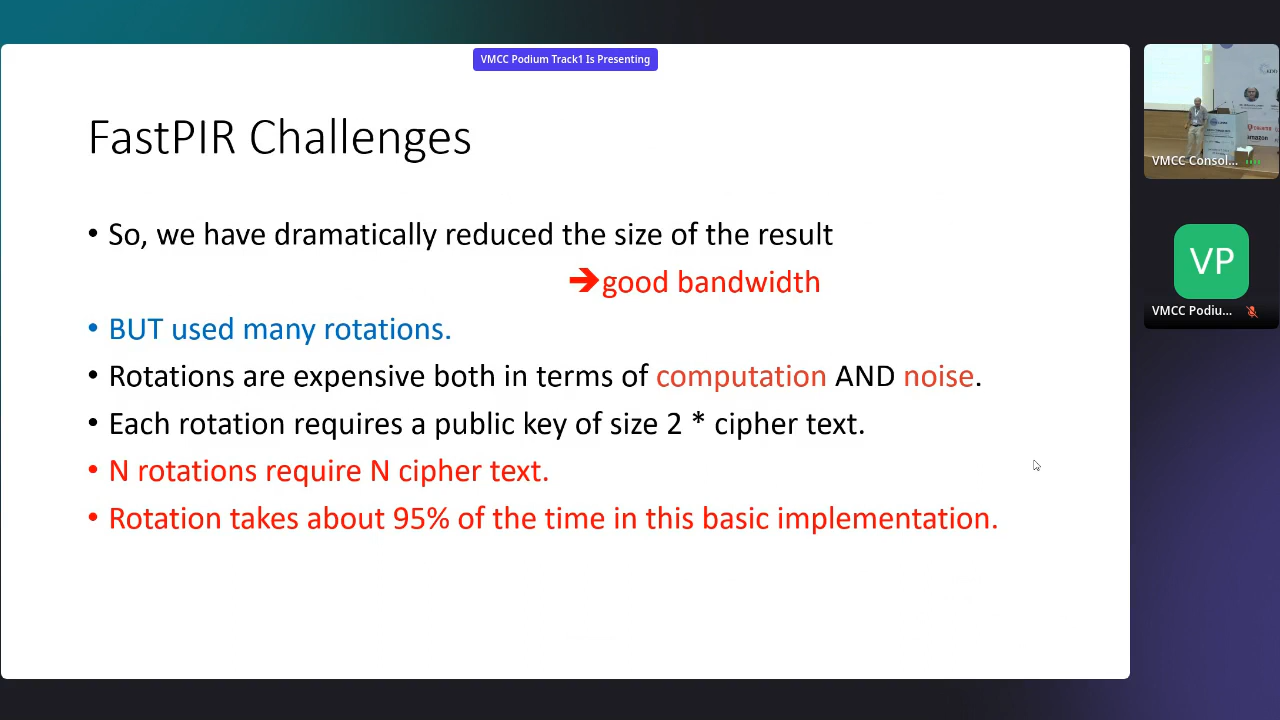 VMCC Podium Track1 Is Presenting
FastPIR Challenges
• So, we have dramatically reduced the size of the result
➔good bandwidth
• BUT used many rotations.
• Rotations are expensive both in terms of computation AND noise.
• Each rotation requires a public key of size 2 * cipher text.
• N rotations require N cipher text.
• Rotation takes about 95% of the time in this basic implementation.
VMCC Consol...
VP
VMCC Podiu...